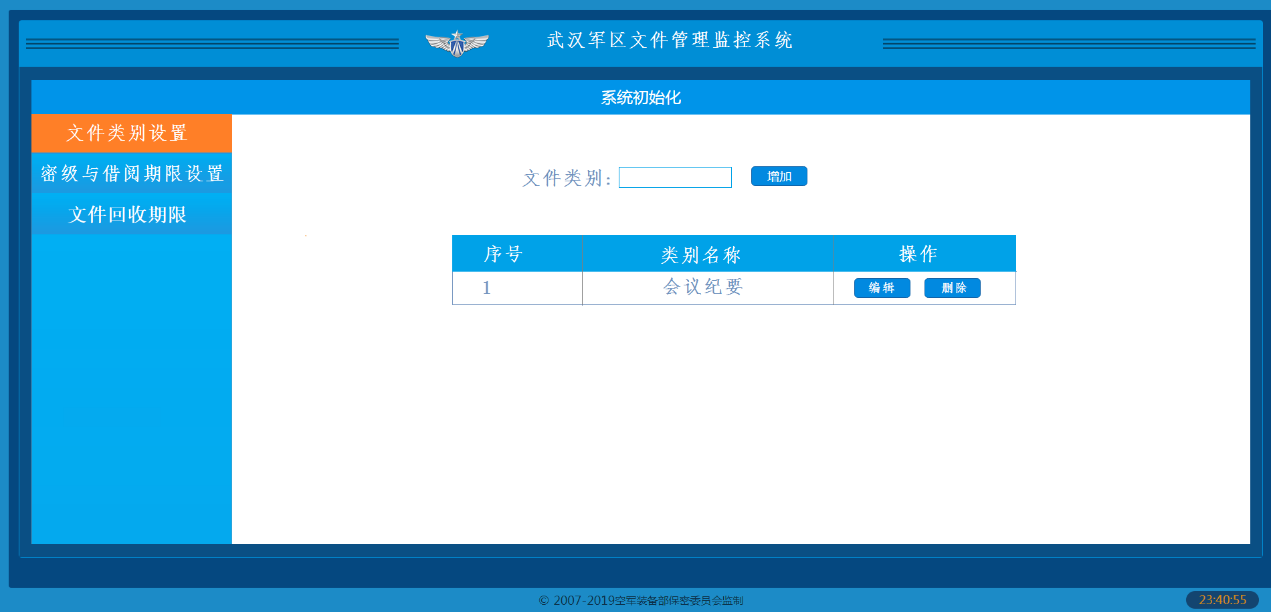 武汉军区文件管理监控系统
系统初始化
文件类别设置
密级与借阅期限设置
文件回收期限
文件类别: 增加
序号 类别名称 操作
1 会议纪要 编辑 删除
© 2007-2019空军装备部保密委员会监制 23:40:55